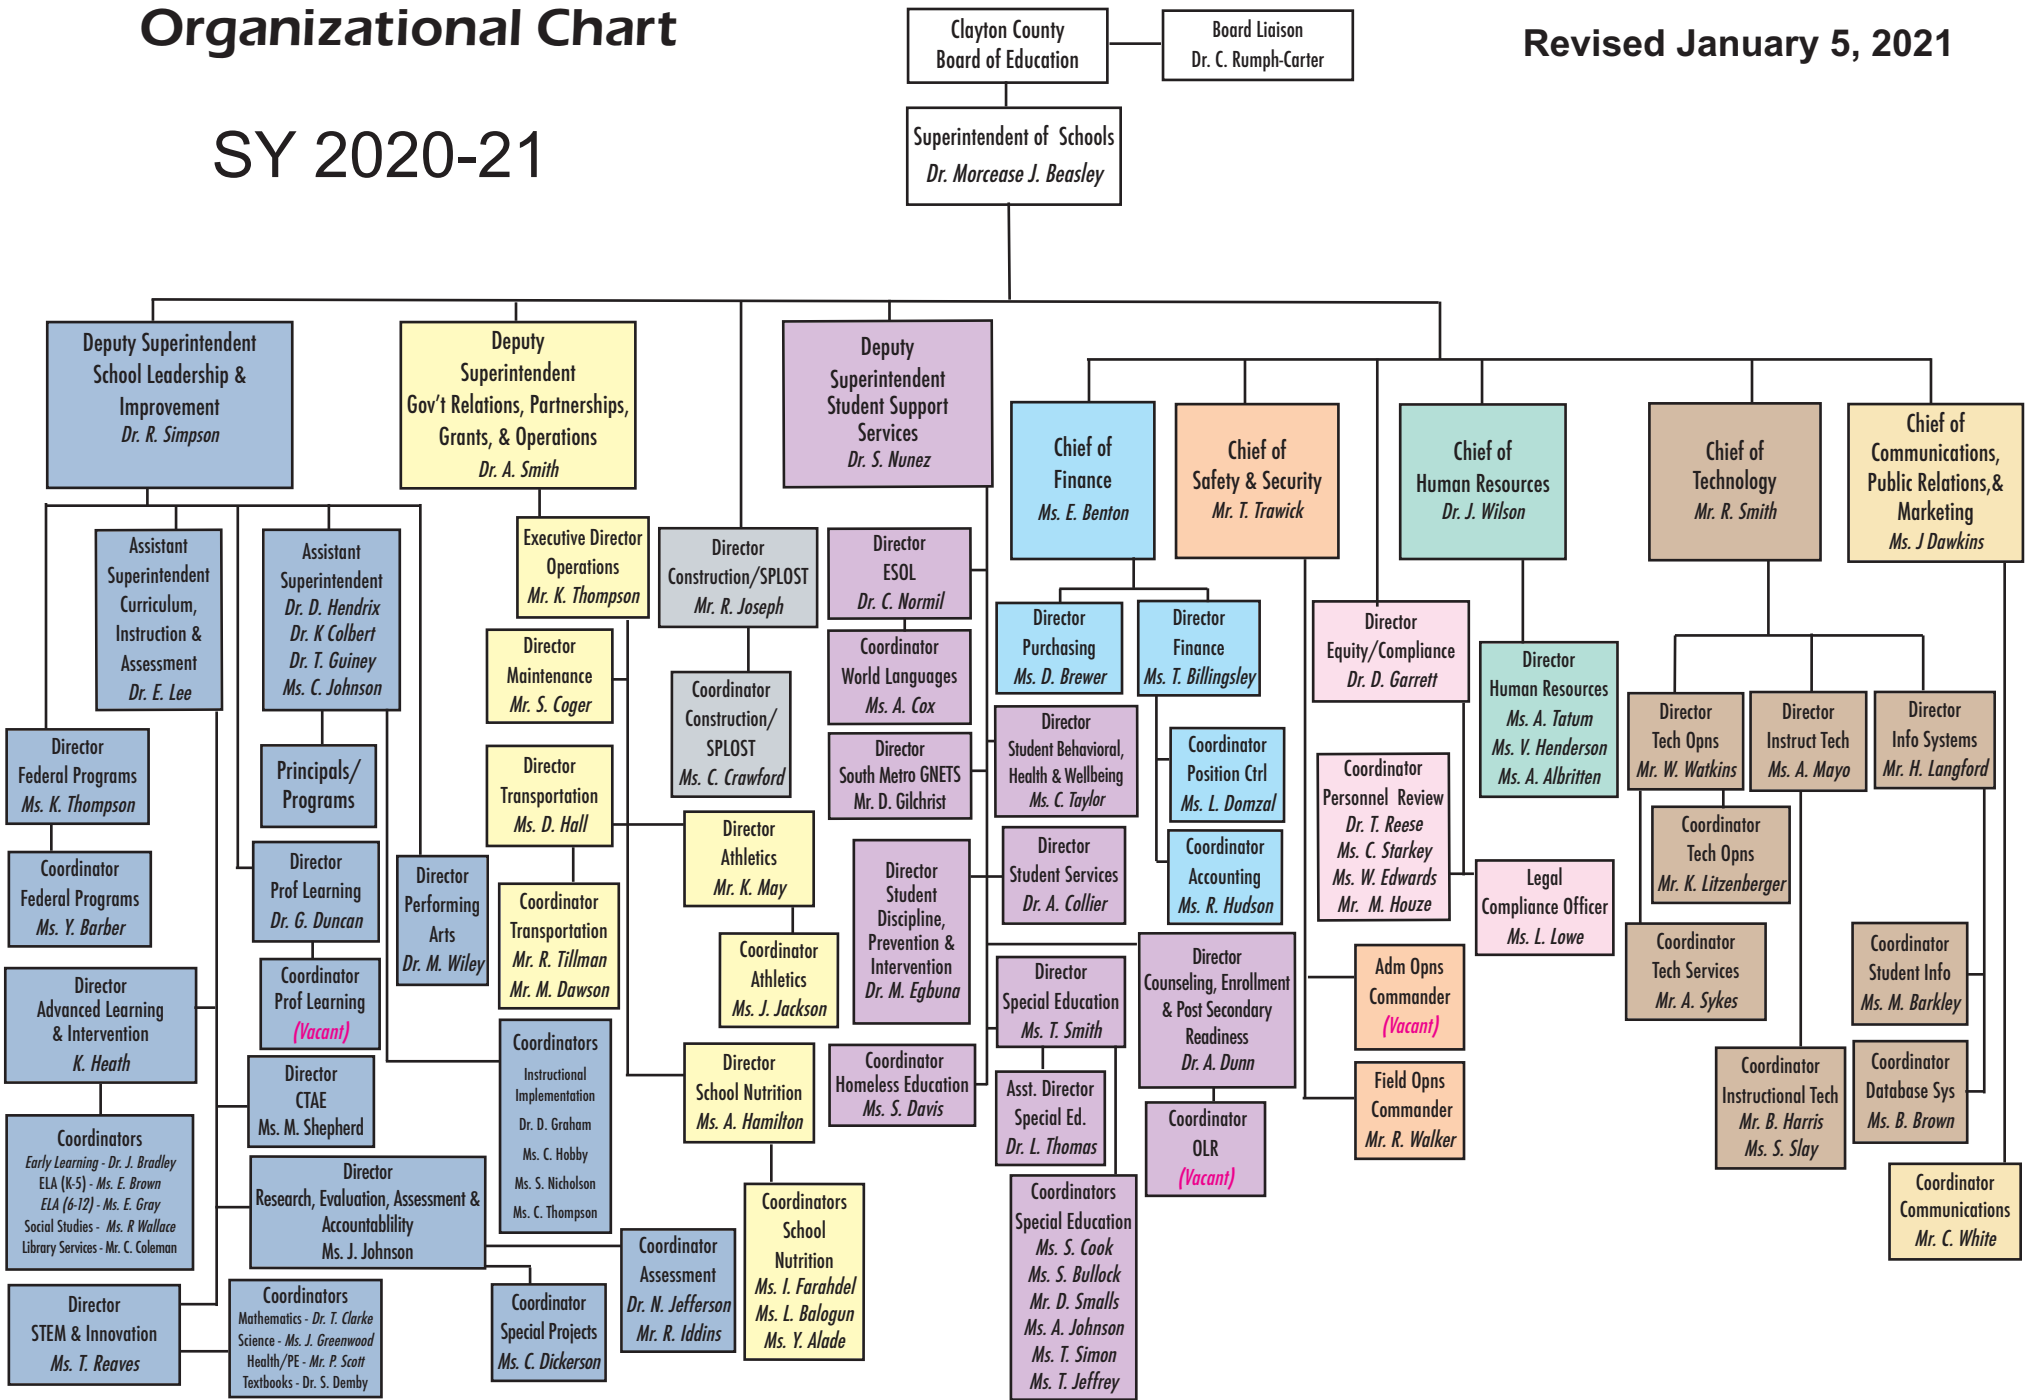 Organizational Chart
SY 2020-21
Clayton County
Board of Education
Board Liaison
Dr. C. Rumph-Carter
Revised January 5, 2021
Superintendent of Schools
Dr. Morcease J. Beasley
Deputy Superintendent
School Leadership &
Improvement
Dr. R. Simpson
Deputy
Superintendent
Gov't Relations, Partnerships,
Grants, & Operations
Dr. A. Smith
Deputy
Superintendent
Student Support
Services
Dr. S. Nunez
Chief of
Finance
Ms. E. Benton
Chief of
Safety & Security
Mr. T. Trawick
Chief of
Human Resources
Dr. J. Wilson
Chief of
Technology
Mr. R. Smith
Chief of
Communications,
Public Relations,&
Marketing
Ms. J Dawkins
Assistant
Superintendent
Curriculum,
Instruction &
Assessment
Dr. E. Lee
Assistant
Superintendent
Dr. D. Hendrix
Dr. K Colbert
Dr. T. Guiney
Ms. C. Johnson
Executive Director
Operations
Mr. K. Thompson
Director
Construction/SPLOST
Mr. R. Joseph
Director
ESOL
Dr. C. Normil
Director
Purchasing
Ms. D. Brewer
Director
Finance
Ms. T. Billingsley
Director
Equity/Compliance
Dr. D. Garrett
Director
Human Resources
Ms. A. Tatum
Ms. V. Henderson
Ms. A. Albritten
Director
Maintenance
Mr. S. Coger
Coordinator
Construction/
SPLOST
Ms. C. Crawford
Coordinator
World Languages
Ms. A. Cox
Director
Tech Opns
Mr. W. Watkins
Director
Instruct Tech
Ms. A. Mayo
Director
Info Systems
Mr. H. Langford
Director
Federal Programs
Ms. K. Thompson
Principals/
Programs
Director
Transportation
Ms. D. Hall
Director
South Metro GNETS
Mr. D. Gilchrist
Director
Student Behavioral,
Health & Wellbeing
Ms. C. Taylor
Coordinator
Position Ctrl
Ms. L. Domzal
Coordinator
Personnel Review
Dr. T. Reese
Ms. C. Starkey
Ms. W. Edwards
Mr. M. Houze
Coordinator
Tech Opns
Mr. K. Litzenberger
Coordinator
Federal Programs
Ms. Y. Barber
Director
Prof Learning
Dr. G. Duncan
Director
Performing
Arts
Dr. M. Wiley
Director
Athletics
Mr. K. May
Director
Student
Discipline,
Prevention &
Intervention
Dr. M. Egbuna
Director
Student Services
Dr. A. Collier
Coordinator
Accounting
Ms. R. Hudson
Legal
Compliance Officer
Ms. L. Lowe
Coordinator
Transportation
Mr. R. Tillman
Mr. M. Dawson
Coordinator
Athletics
Ms. J. Jackson
Coordinator
Tech Services
Mr. A. Sykes
Coordinator
Student Info
Ms. M. Barkley
Director
Advanced Learning
& Intervention
K. Heath
Coordinator
Prof Learning
(Vacant)
Director
Special Education
Ms. T. Smith
Director
Counseling, Enrollment
& Post Secondary
Readiness
Dr. A. Dunn
Adm Opns
Commander
(Vacant)
Coordinators
Instructional
Implementation
Dr. D. Graham
Ms. C. Hobby
Ms. S. Nicholson
Ms. C. Thompson
Director
CTAE
Ms. M. Shepherd
Director
School Nutrition
Ms. A. Hamilton
Coordinator
Homeless Education
Ms. S. Davis
Asst. Director
Special Ed.
Dr. L. Thomas
Field Opns
Commander
Mr. R. Walker
Coordinator
Instructional Tech
Mr. B. Harris
Ms. S. Slay
Coordinator
Database Sys
Ms. B. Brown
Coordinators
Early Learning - Dr. J. Bradley
ELA (K-5) - Ms. E. Brown
ELA (6-12) - Ms. E. Gray
Social Studies - Ms. R Wallace
Library Services - Mr. C. Coleman
Coordinator
OLR
(Vacant)
Director
Research, Evaluation, Assessment &
Accountablility
Ms. J. Johnson
Coordinators
School
Nutrition
Ms. I. Farahdel
Ms. L. Balogun
Ms. Y. Alade
Coordinators
Special Education
Ms. S. Cook
Ms. S. Bullock
Mr. D. Smalls
Ms. A. Johnson
Ms. T. Simon
Ms. T. Jeffrey
Coordinator
Communications
Mr. C. White
Coordinator
Assessment
Dr. N. Jefferson
Mr. R. Iddins
Director
STEM & Innovation
Ms. T. Reaves
Coordinators
Mathematics - Dr. T. Clarke
Science - Ms. J. Greenwood
Health/PE - Mr. P. Scott
Textbooks - Dr. S. Demby
Coordinator
Special Projects
Ms. C. Dickerson